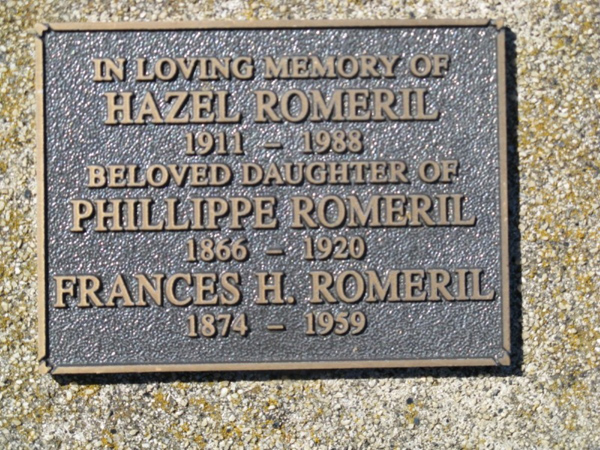 IN LOVING MEMORY OF
HAZEL ROMERIL
1911 – 1988
BELOVED DAUGHTER OF
PHILLIPPE ROMERIL
1866 – 1920
FRANCES H. ROMERIL
1874 – 1959